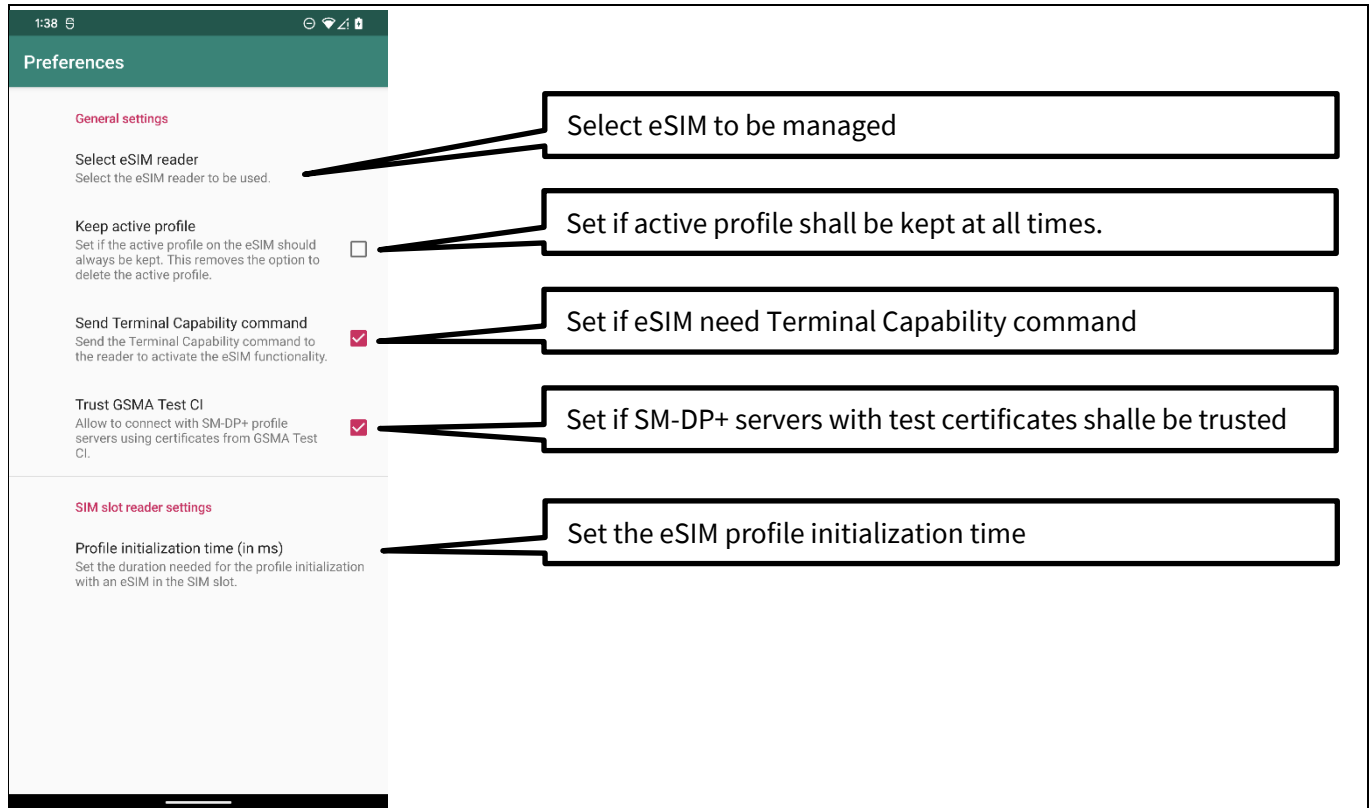 1:38
Preferences
General settings
Select eSIM reader
Select the eSIM reader to be used.
Keep active profile
Set if the active profile on the eSIM should
always be kept. This removes the option to
delete the active profile.
Send Terminal Capability command
Send the Terminal Capability command to
the reader to activate the eSIM functionality.
Trust GSMA Test CI
Allow to connect with SM-DP+ profile
servers using certificates from GSMA Test
CI.
SIM slot reader settings
Profile initialization time (in ms)
Set the duration needed for the profile initialization
with an eSIM in the SIM slot.
Select eSIM to be managed
Set if active profile shall be kept at all times.
Set if eSIM need Terminal Capability command
Set if SM-DP+ servers with test certificates shalle be trusted
Set the eSIM profile initialization time